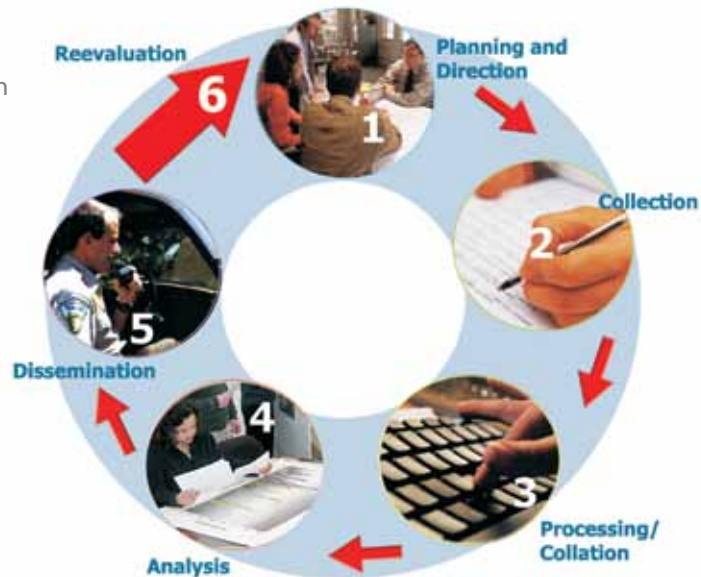 Planning and
Direction
1
Collection
2
Processing/
Collation
3
Analysis
4
Dissemination
5
Reevaluation
6